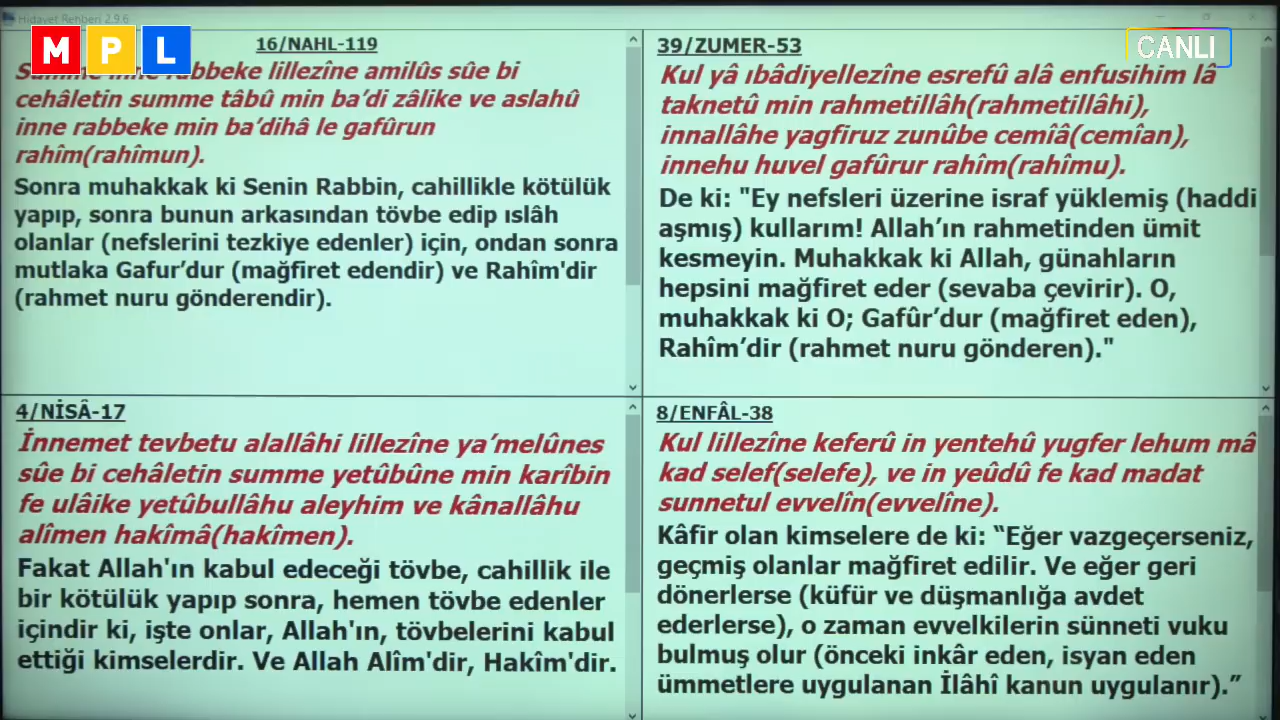 Hidayet Rehberi 2.9.6
MPL
CANLI
16/NAHL-119
Summe inne rabbeke lillezîne amilûs sûe bi
cehâletin summe tâbû min ba’di zâlike ve aslahû
inne rabbeke min ba’dihâ le gafûrun
rahîm(rahîmun).
Sonra muhakkak ki Senin Rabbin, cahillikle kötülük
yapıp, sonra bunun arkasından tövbe edip ıslâh
olanlar (nefslerini tezkiye edenler) için, ondan sonra
mutlaka Gafur’dur (mağfiret edendir) ve Rahîm'dir
(rahmet nuru gönderendir).
39/ZUMER-53
Kul yâ ıbâdiyellezîne esrefû alâ enfusihim lâ
taknetû min rahmetillâh(rahmetillâhi),
innallâhe yagfiruz zunûbe cemîâ(cemîan),
innehu huvel gafûrur rahîm(rahîmu).
De ki: "Ey nefsleri üzerine israf yüklemiş (haddi
aşmış) kullarım! Allah’ın rahmetinden ümit
kesmeyin. Muhakkak ki Allah, günahların
hepsini mağfiret eder (sevaba çevirir). O,
muhakkak ki O; Gafûr’dur (mağfiret eden),
Rahîm’dir (rahmet nuru gönderen)."
4/NİSÂ-17
İnnemet tevbetu alallâhi lillezîne ya’melûnes
sûe bi cehâletin summe yetûbûne min karîbin
fe ulâike yetûbullâhu aleyhim ve kânallâhu
alîmen hakîmâ(hakîmen).
Fakat Allah'ın kabul edeceği tövbe, cahillik ile
bir kötülük yapıp sonra, hemen tövbe edenler
içindir ki, işte onlar, Allah'ın, tövbelerini kabul
ettiği kimselerdir. Ve Allah Alîm'dir, Hakîm'dir.
8/ENFÂL-38
Kul lillezîne keferû in yentehû yugfer lehum mâ
kad selef(selefe), ve in yeûdû fe kad madat
sunnetul evvelîn(evvelîne).
Kâfir olan kimselere de ki: “Eğer vazgeçerseniz,
geçmiş olanlar mağfiret edilir. Ve eğer geri
dönerlerse (küfür ve düşmanlığa avdet
ederlerse), o zaman evvelkilerin sünneti vuku
bulmuş olur (önceki inkâr eden, isyan eden
ümmetlere uygulanan İlâhî kanun uygulanır).”